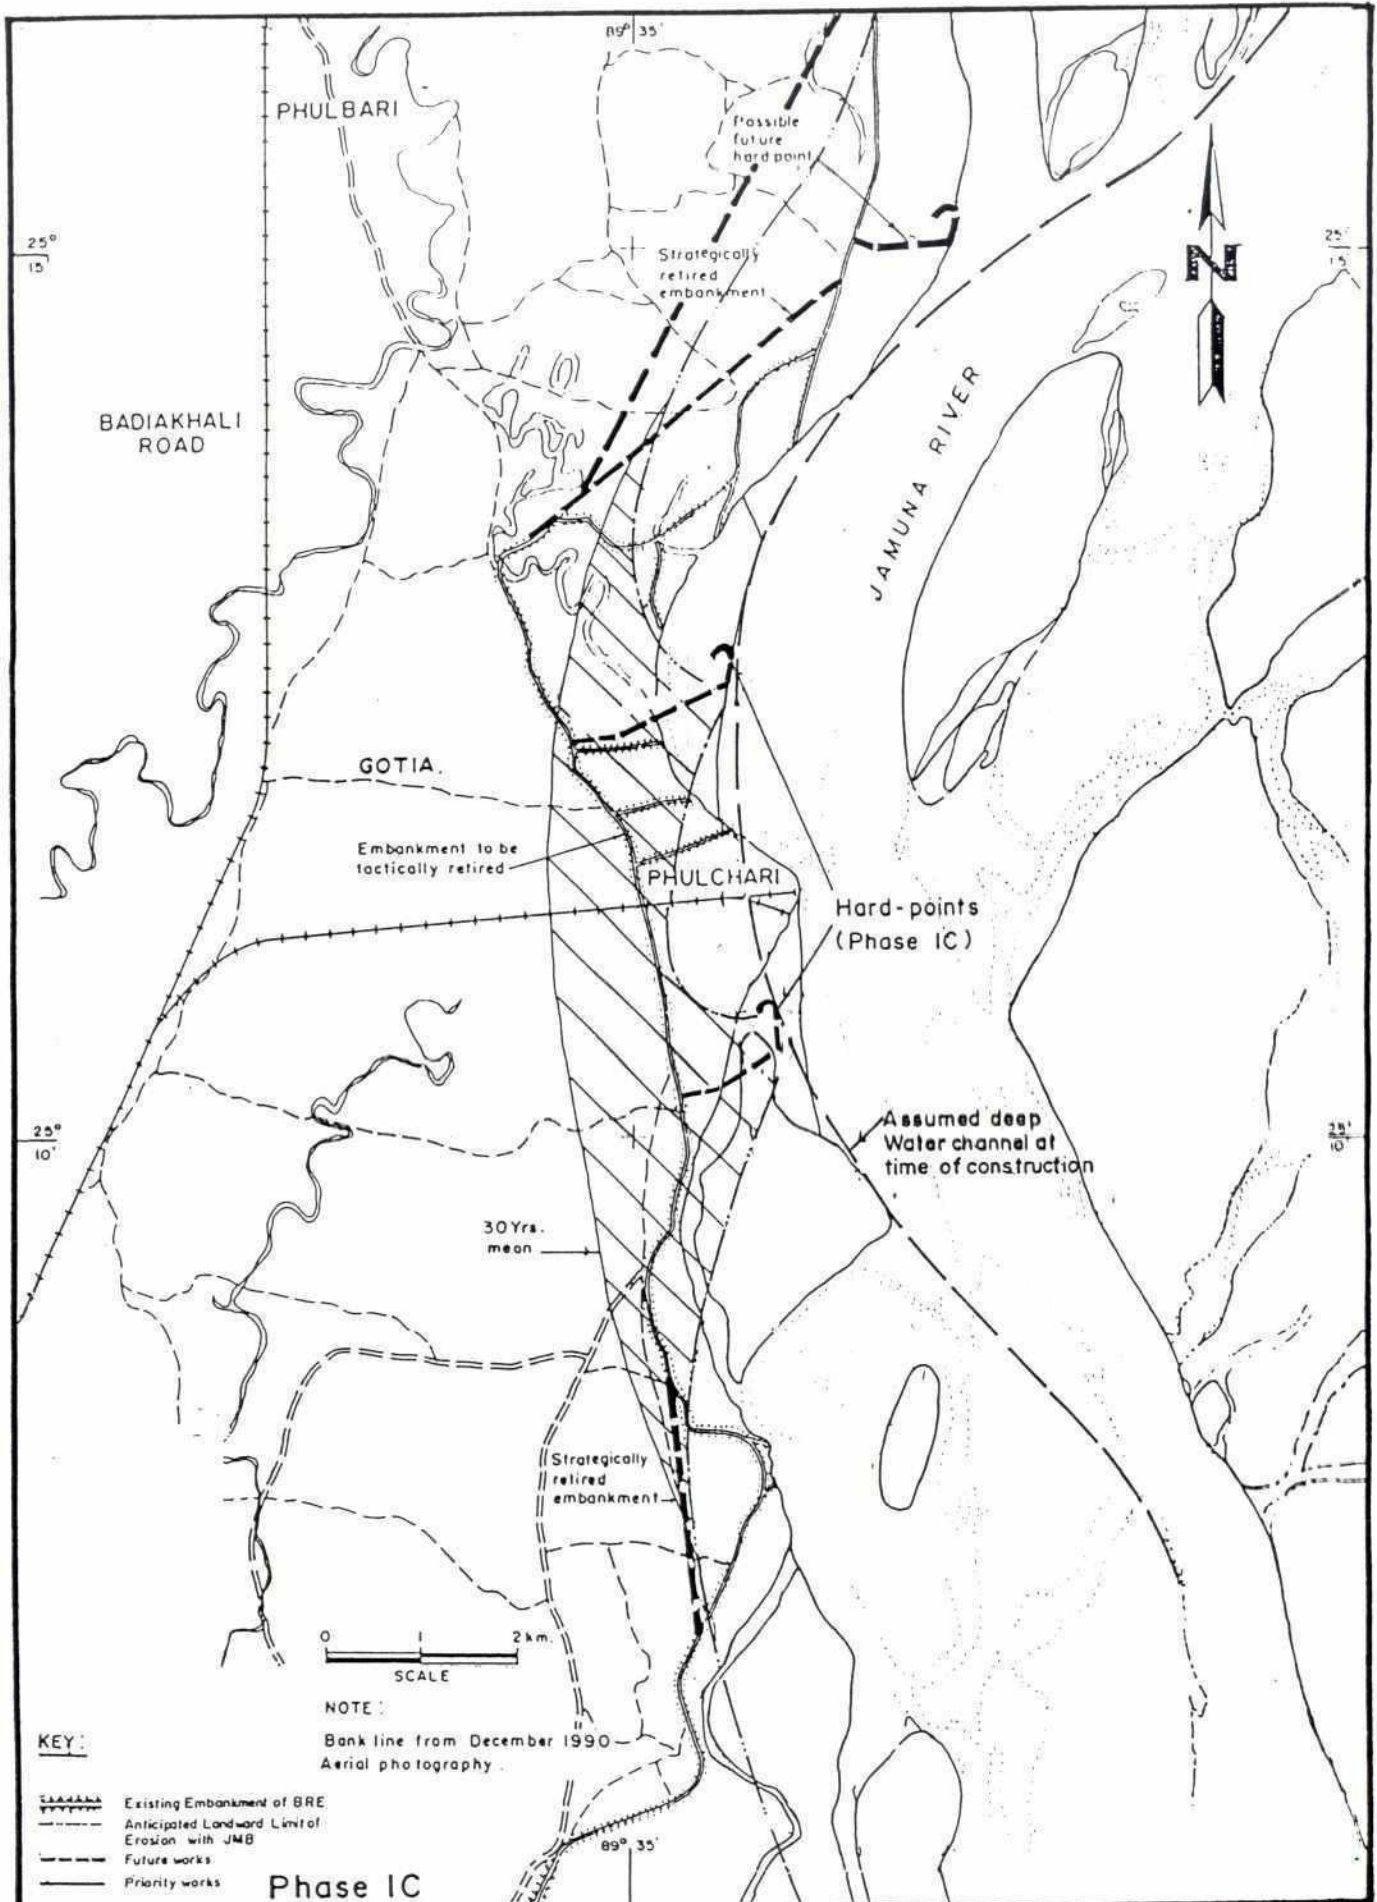 89° 35'
PHULBARI
Possible
future
hard point
25°
15'
25'
15'
Strategically
retired
embankment
N
BADIAKHALI
ROAD
JAMUNA RIVER
GOTIA.
Embankment to be
tactically retired
PHULCHARI
Hard-points
(Phase 1C)
Assumed deep
Water channel at
time of construction
25°
10'
25'
10'
30 Yrs.
mean
Strategically
retired
embankment
0 1 2 km.
SCALE
NOTE:
Bank line from December 1990
Aerial photography.
KEY:
Existing Embankment of BRE
Anticipated Landward Limit of
Erosion with JMB
Future works
Priority works
89° 35'
Phase 1C